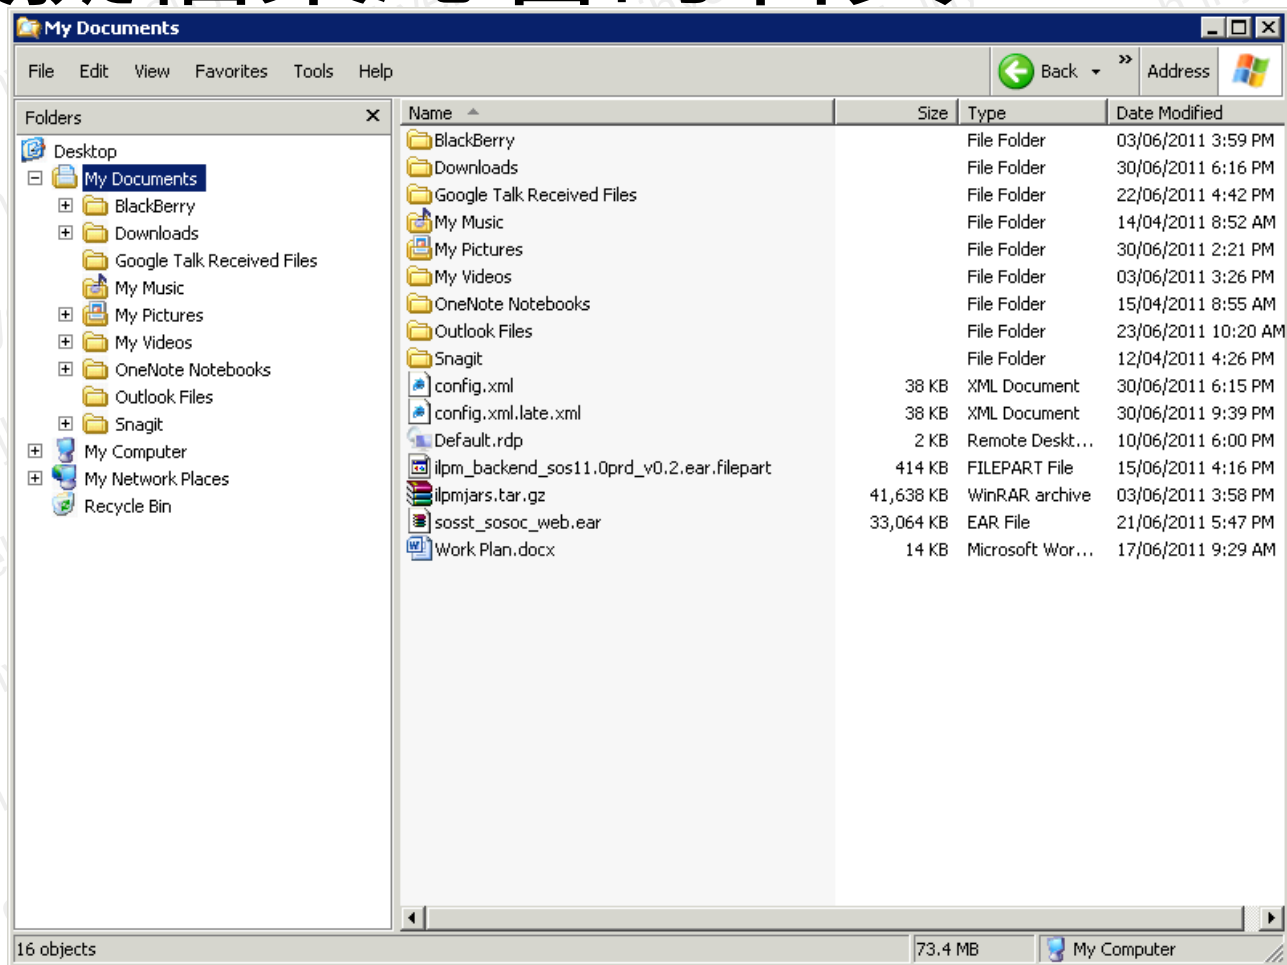 My Documents
File Edit View Favorites Tools Help Back » Address
Folders
Desktop
My Documents
BlackBerry
Downloads
Google Talk Received Files
My Music
My Pictures
My Videos
OneNote Notebooks
Outlook Files
Snagit
My Computer
My Network Places
Recycle Bin
Name Size Type Date Modified
BlackBerry File Folder 03/06/2011 3:59 PM
Downloads File Folder 30/06/2011 6:16 PM
Google Talk Received Files File Folder 22/06/2011 4:42 PM
My Music File Folder 14/04/2011 8:52 AM
My Pictures File Folder 30/06/2011 2:21 PM
My Videos File Folder 03/06/2011 3:26 PM
OneNote Notebooks File Folder 15/04/2011 8:55 AM
Outlook Files File Folder 23/06/2011 10:20 AM
Snagit File Folder 12/04/2011 4:26 PM
config.xml 38 KB XML Document 30/06/2011 6:15 PM
config.xml.late.xml 38 KB XML Document 30/06/2011 9:39 PM
Default.rdp 2 KB Remote Deskt... 10/06/2011 6:00 PM
ilpm_backend_sos11.0prd_v0.2.ear.filepart 414 KB FILEPART File 15/06/2011 4:16 PM
ilpmjars.tar.gz 41,638 KB WinRAR archive 03/06/2011 3:58 PM
sosst_sosoc_web.ear 33,064 KB EAR File 21/06/2011 5:47 PM
Work Plan.docx 14 KB Microsoft Wor... 17/06/2011 9:29 AM
16 objects 73.4 MB My Computer